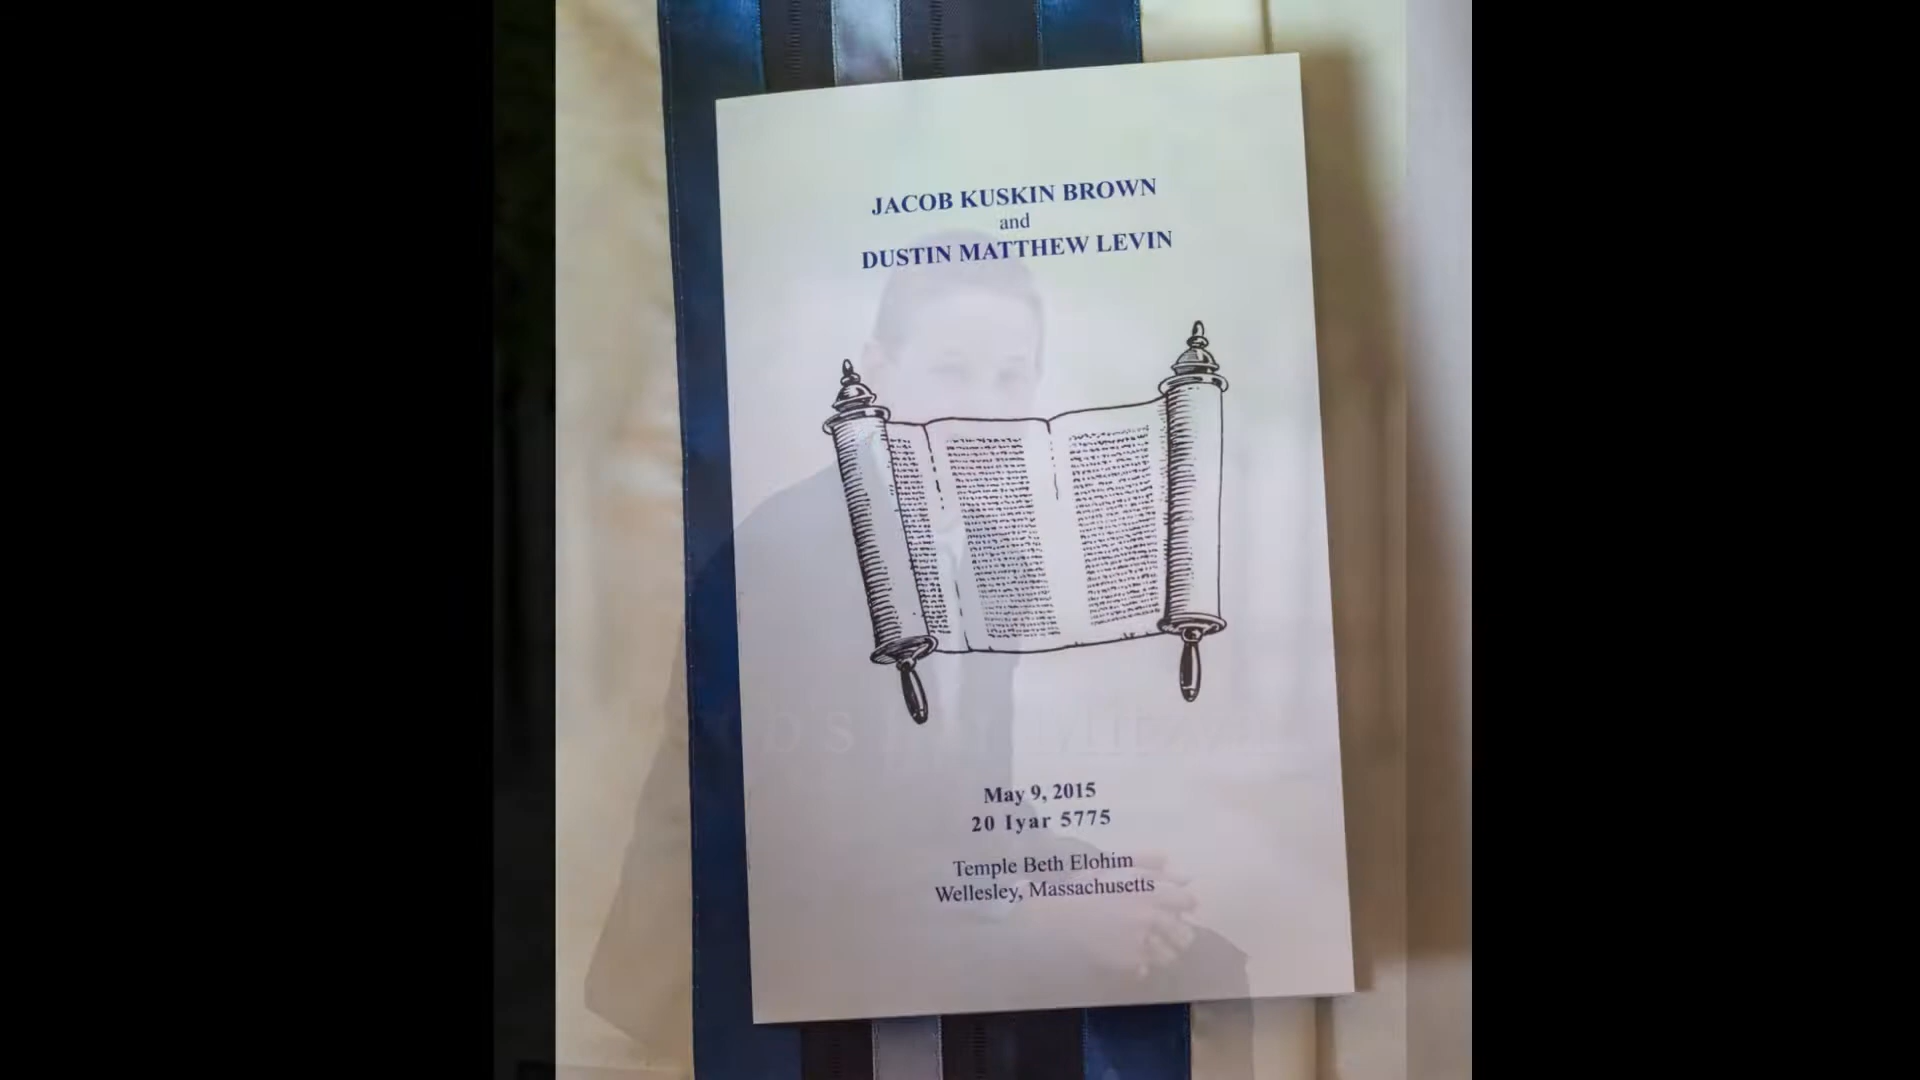 JACOB KUSKIN BROWN
and
DUSTIN MATTHEW LEVIN
May 9, 2015
20 Iyar 5775
Temple Beth Elohim
Wellesley, Massachusetts